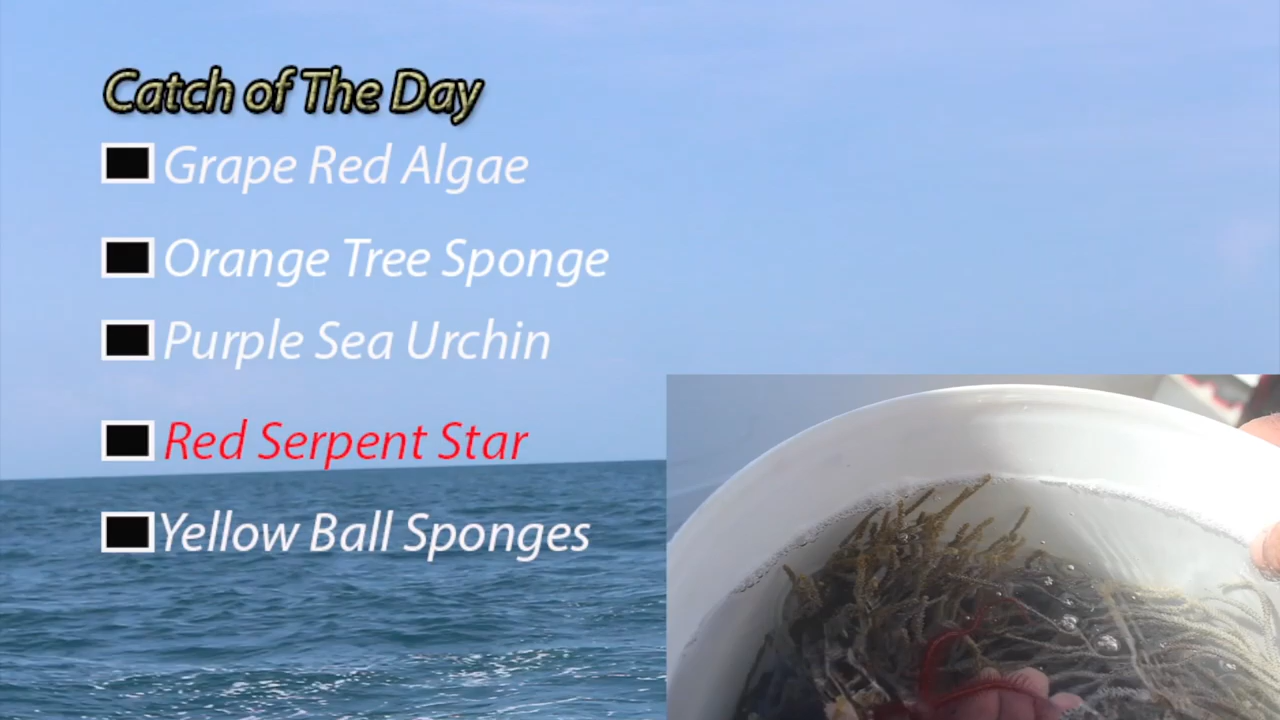 Catch of The Day
Grape Red Algae
Orange Tree Sponge
Purple Sea Urchin
Red Serpent Star
Yellow Ball Sponges